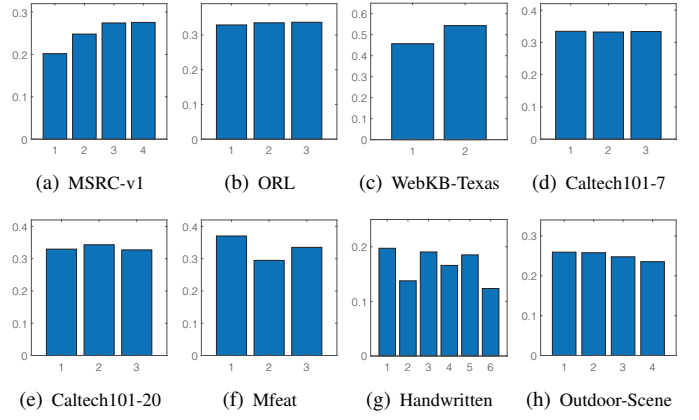 0.3
0.2
0.1
0
1 2 3 4
(a) MSRC-v1
0.4
0.3
0.2
0.1
0
1 2 3
(b) ORL
0.6
0.5
0.4
0.3
0.2
0.1
0
1 2
(c) WebKB-Texas
0.4
0.3
0.2
0.1
0
1 2 3
(d) Caltech101-7
0.4
0.3
0.2
0.1
0
1 2 3
(e) Caltech101-20
0.4
0.3
0.2
0.1
0
1 2 3
(f) Mfeat
0.2
0.1
0
1 2 3 4 5 6
(g) Handwritten
0.3
0.2
0.1
0
1 2 3 4
(h) Outdoor-Scene